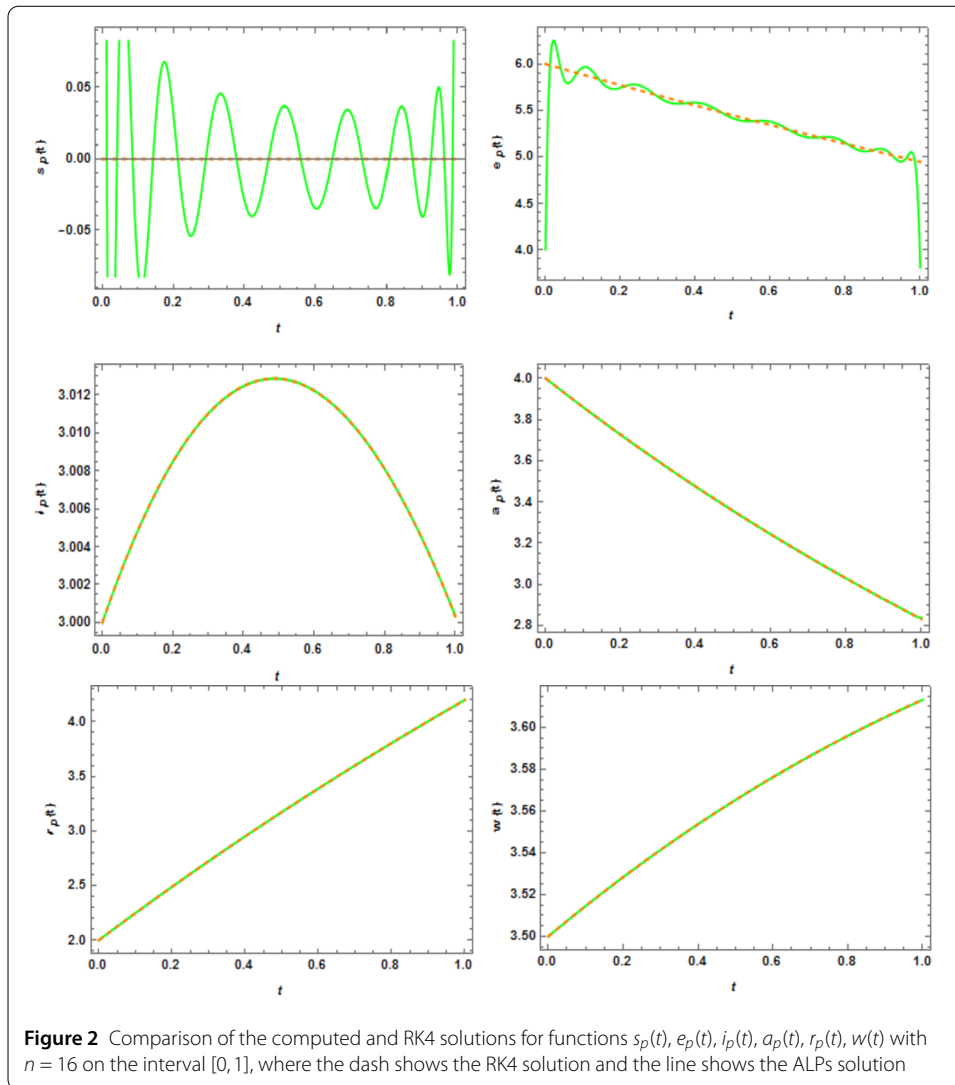 0.05
0.00
−0.05
s p(t)
0.0 0.2 0.4 0.6 0.8 1.0
t
6.0
5.5
5.0
4.5
4.0
e p(t)
0.0 0.2 0.4 0.6 0.8 1.0
t
3.012
3.010
3.008
3.006
3.004
3.002
3.000
i p(t)
0.0 0.2 0.4 0.6 0.8 1.0
t
4.0
3.6
3.4
3.2
3.0
2.8
a p(t)
0.0 0.2 0.4 0.6 0.8 1.0
t
4.0
3.5
3.0
2.5
2.0
r p(t)
0.0 0.2 0.4 0.6 0.8 1.0
t
3.60
3.58
3.56
3.54
3.52
3.50
w(t)
0.0 0.2 0.4 0.6 0.8 1.0
t
Figure 2 Comparison of the computed and RK4 solutions for functions sp(t), ep(t), ip(t), ap(t), rp(t), w(t) with
n = 16 on the interval [0, 1], where the dash shows the RK4 solution and the line shows the ALPs solution